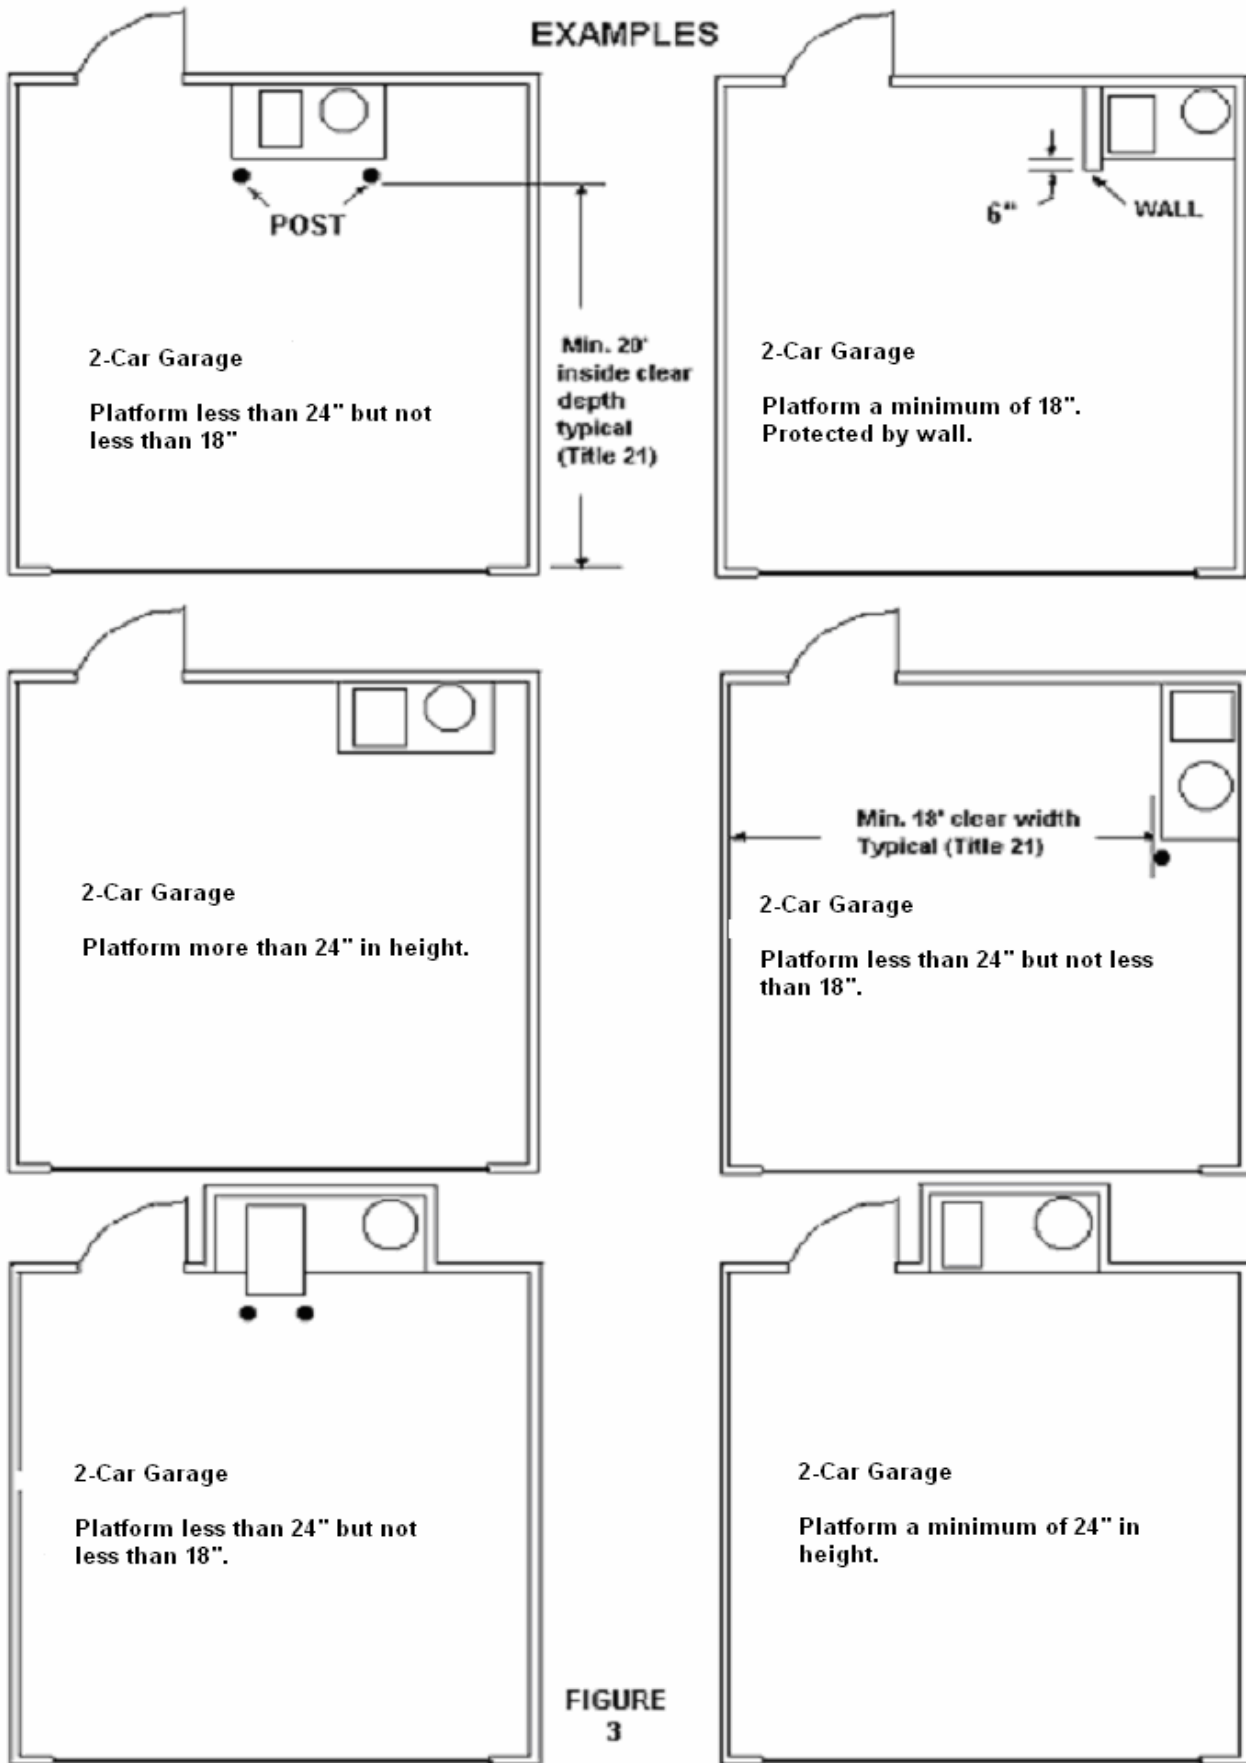 EXAMPLES
POST
2-Car Garage
Platform less than 24" but not
less than 18"
Min. 20'
inside clear
depth
typical
(Title 21)
6"
WALL
2-Car Garage
Platform a minimum of 18".
Protected by wall.
2-Car Garage
Platform more than 24" in height.
Min. 18' clear width
Typical (Title 21)
2-Car Garage
Platform less than 24" but not less
than 18".
2-Car Garage
Platform less than 24" but not
less than 18".
2-Car Garage
Platform a minimum of 24" in
height.
FIGURE
3